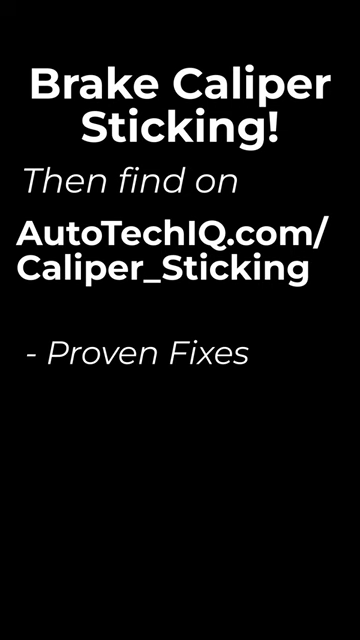 Brake Caliper
Sticking!
Then find on
AutoTechIQ.com/
Caliper_Sticking
- Proven Fixes